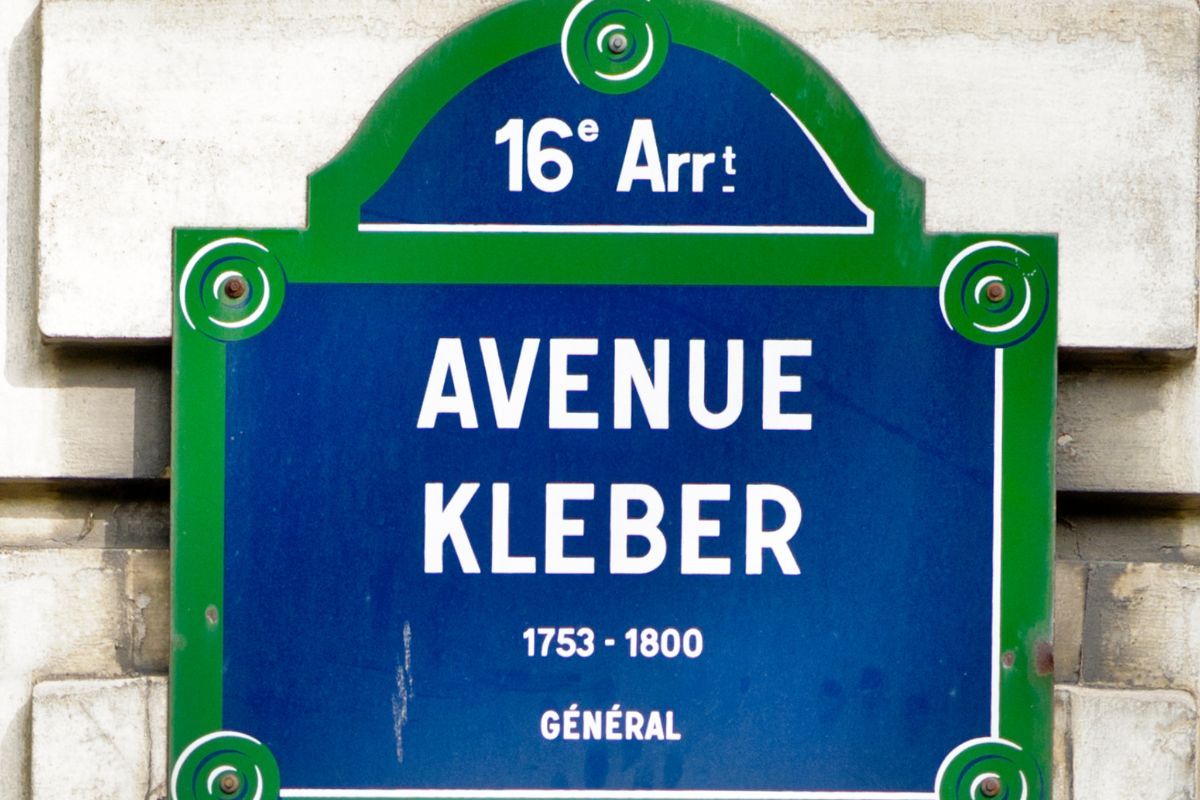 16e Arrt
AVENUE
KLEBER
1753 - 1800
GÉNÉRAL